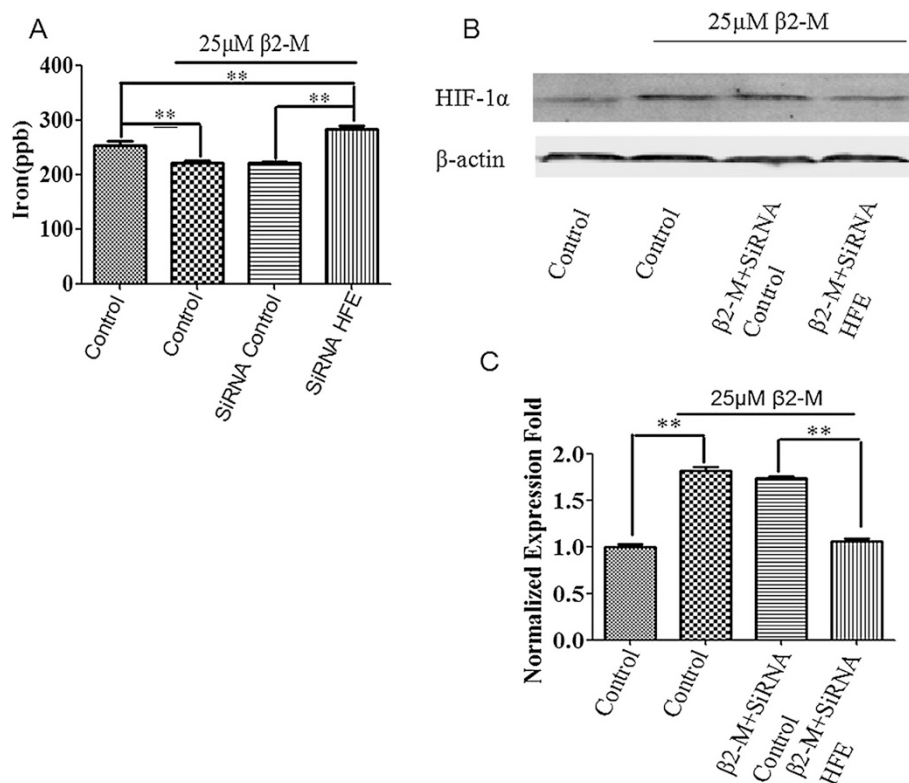 A
25μM β2-M
**
**
**
Iron(ppb)
400
300
200
100
0
Control
Control
SiRNA Control
SiRNA HFE
B
25μM β2-M
HIF-1α
β-actin
Control
Control
β2-M+SiRNA
Control
β2-M+SiRNA
HFE
C
25μM β2-M
**
**
Normalized Expression Fold
2.0
1.5
1.0
0.5
0.0
Control
Control
β2-M+SiRNA
Control
β2-M+SiRNA
HFE